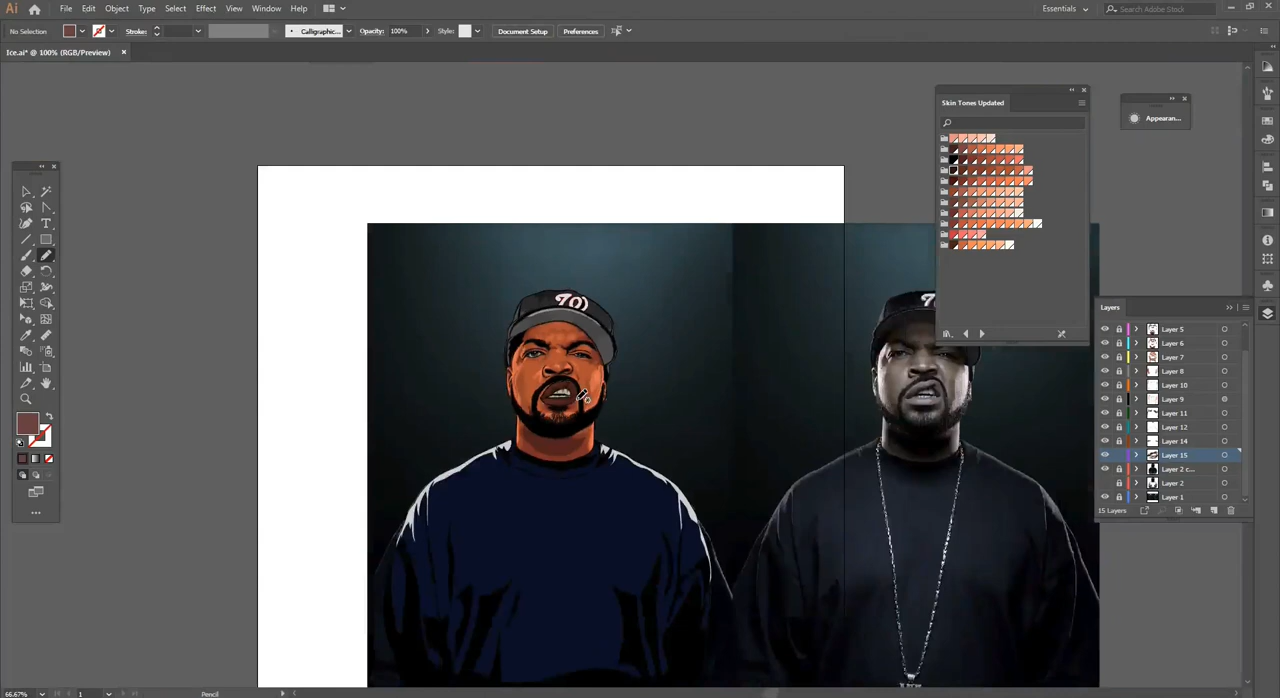 Ai File Edit Object Type Select Effect View Window Help Essentials Search Adobe Stock
No Selection Stroke: Calligraphic... Opacity: 100% Style: Document Setup Preferences
Ice.ai* @ 100% (RGB/Preview)
Skin Tones Updated
Appearan...
Layers
Layer 5
Layer 6
Layer 7
Layer 8
Layer 10
Layer 9
Layer 11
Layer 12
Layer 14
Layer 15
Layer 2 c...
Layer 2
Layer 1
15 Layers
66.67% 1 Pencil